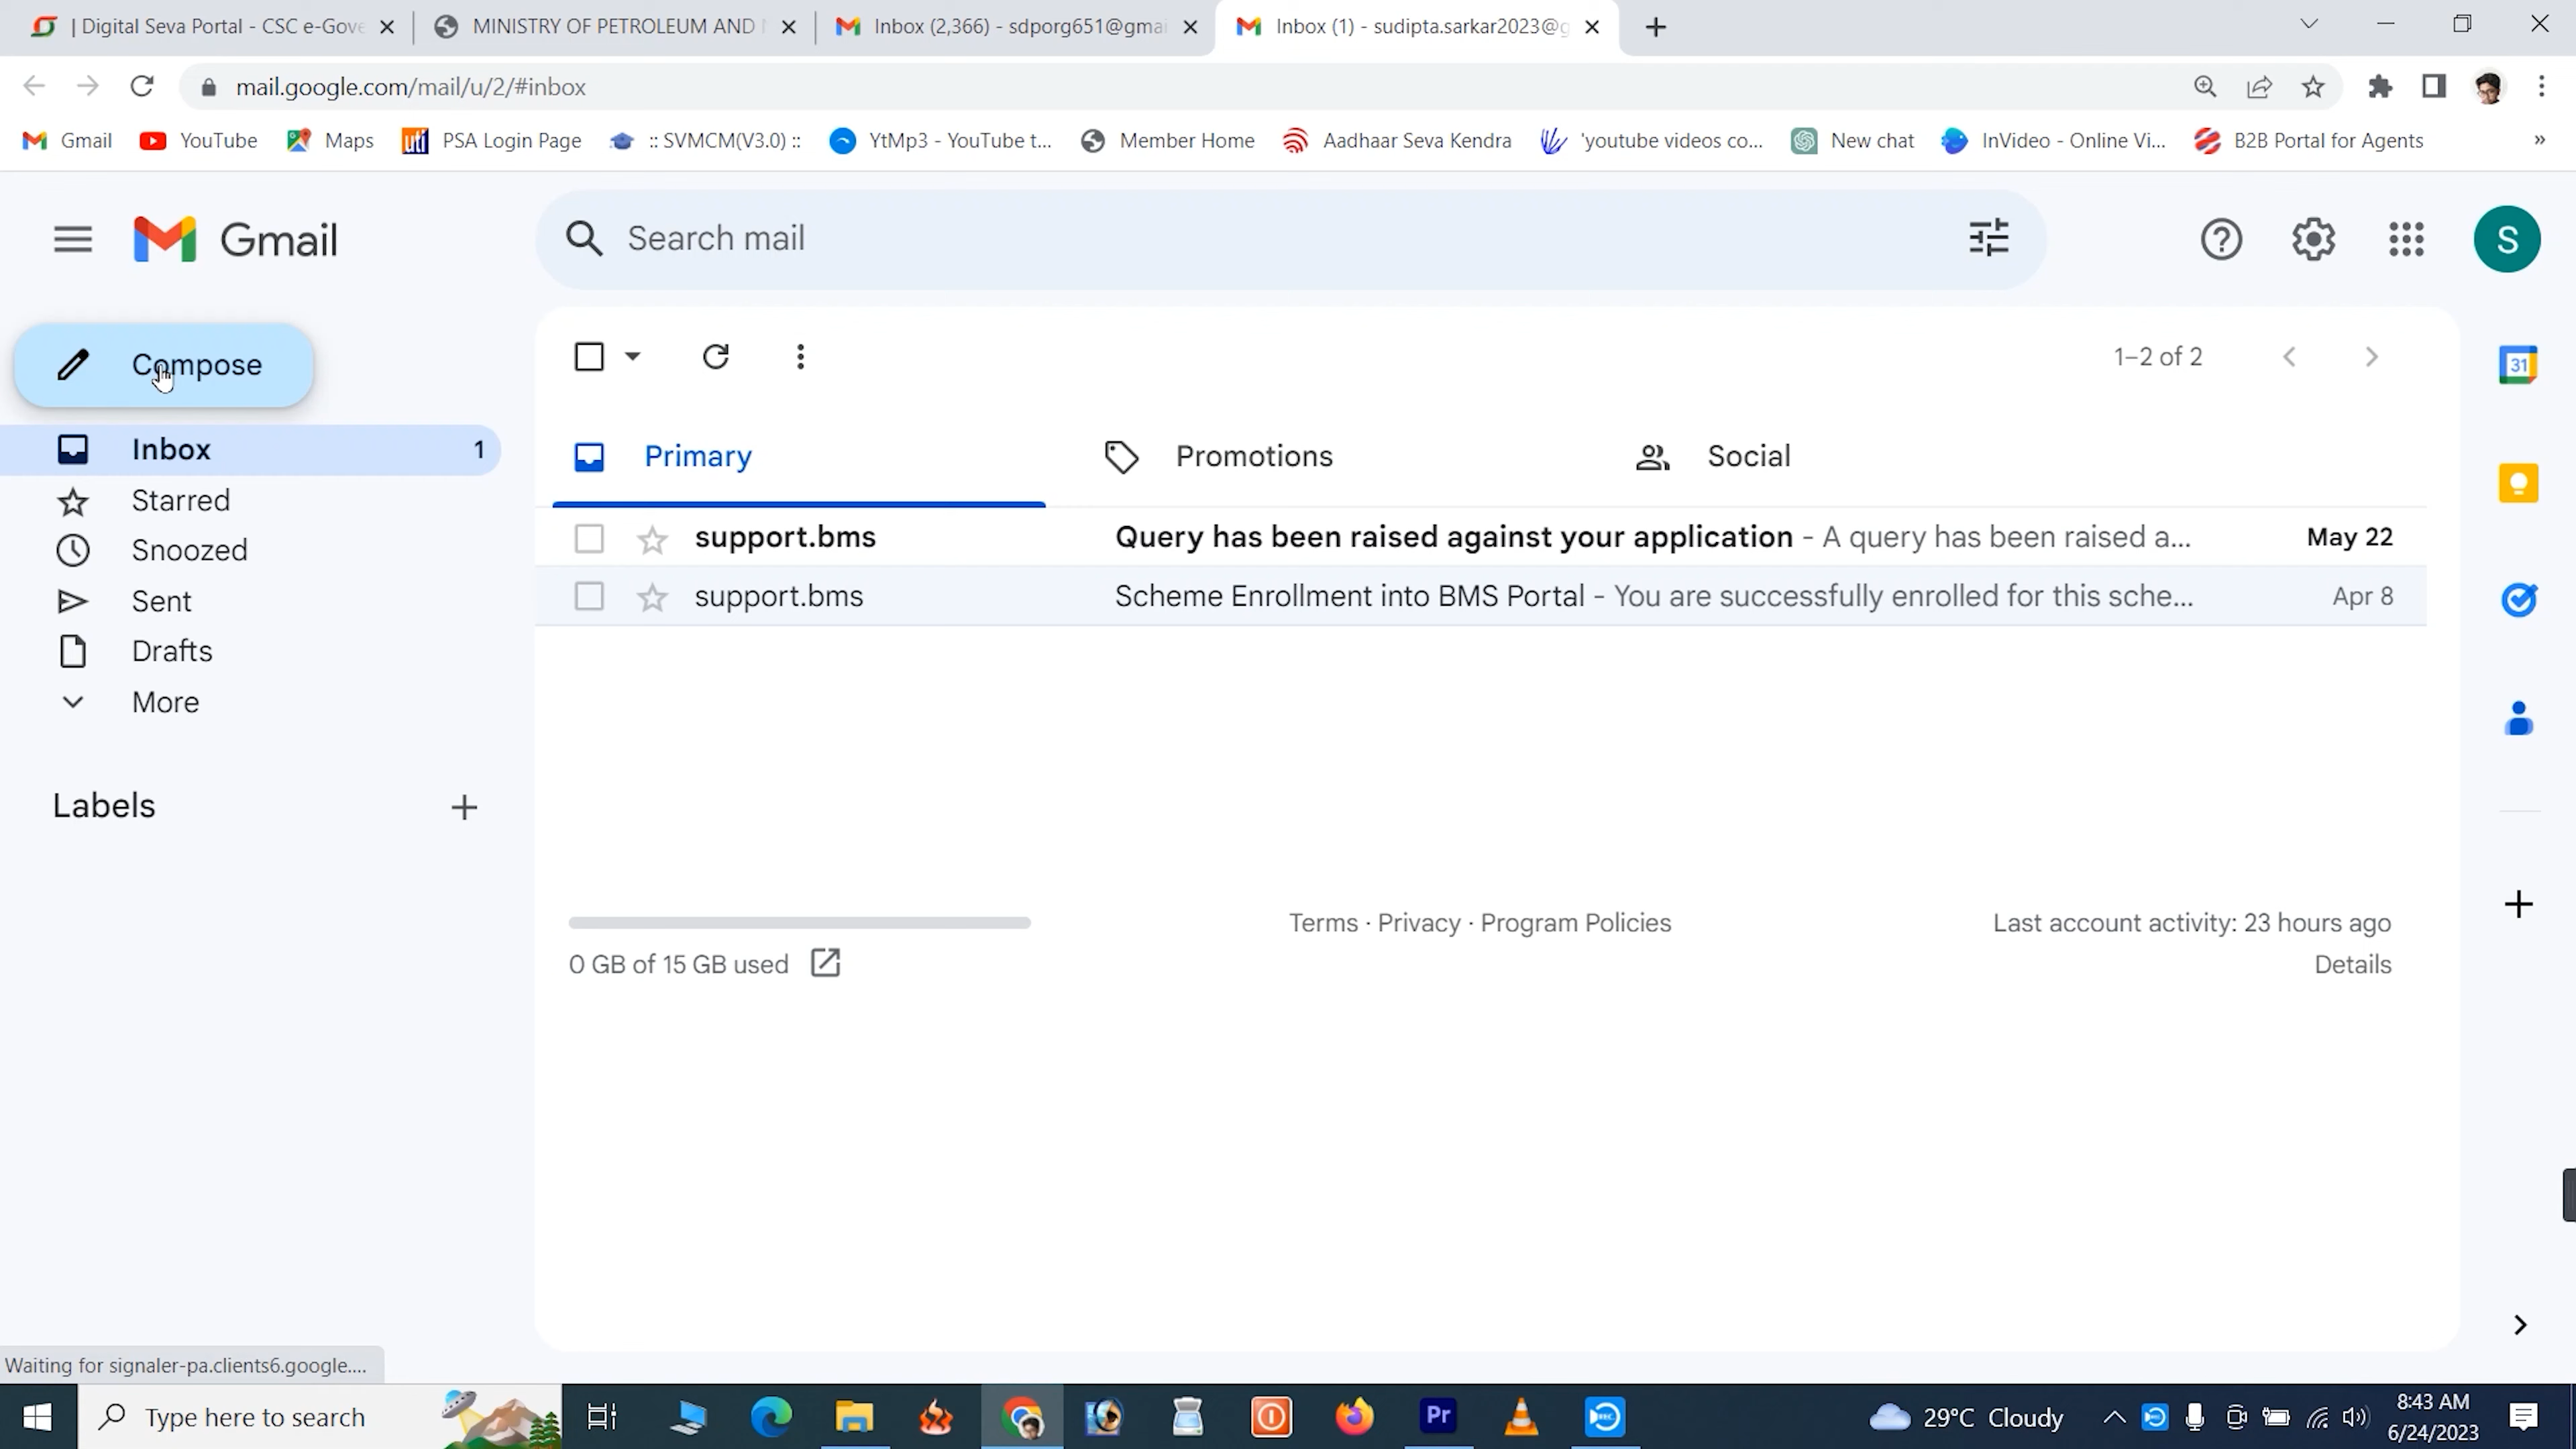 | Digital Seva Portal - CSC e-Gove
MINISTRY OF PETROLEUM AND
Inbox (2,366) - sdporg651@gmai
Inbox (1) - sudipta.sarkar2023@g
mail.google.com/mail/u/2/#inbox
Gmail
YouTube
Maps
uti
PSA Login Page
:: SVMCM(V3.0) ::
YtMp3 - YouTube t...
Member Home
Aadhaar Seva Kendra
'youtube videos co...
New chat
InVideo - Online Vi...
B2B Portal for Agents
»
Gmail
Search mail
S
Compose
1–2 of 2
31
Inbox 1
Primary
Promotions
Social
Starred
Snoozed
Sent
Drafts
More
support.bms Query has been raised against your application - A query has been raised a... May 22
support.bms Scheme Enrollment into BMS Portal - You are successfully enrolled for this sche... Apr 8
Labels
Terms · Privacy · Program Policies
Last account activity: 23 hours ago
0 GB of 15 GB used
Details
Waiting for signaler-pa.clients6.google....
Type here to search
Pr
REC
29°C Cloudy
8:43 AM
6/24/2023